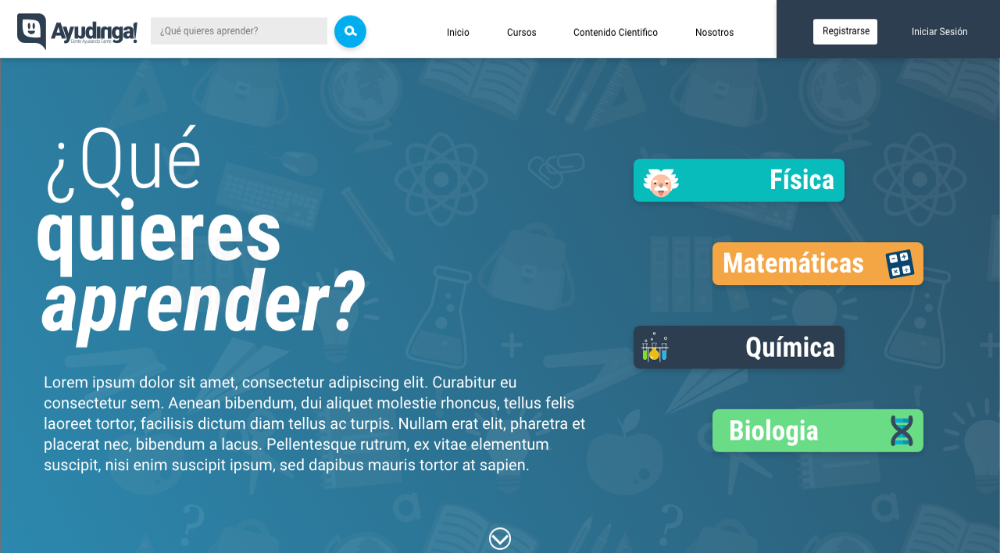 Ayudinga!
Gente Ayudando Gente
¿Qué quieres aprender?
Inicio
Cursos
Contenido Cientifico
Nosotros
Registrarse
Iniciar Sesión
¿Qué
quieres
aprender?
Lorem ipsum dolor sit amet, consectetur adipiscing elit. Curabitur eu
consectetur sem. Aenean bibendum, dui aliquet molestie rhoncus, tellus felis
laoreet tortor, facilisis dictum diam tellus ac turpis. Nullam erat elit, pharetra et
placerat nec, bibendum a lacus. Pellentesque rutrum, ex vitae elementum
suscipit, nisi enim suscipit ipsum, sed dapibus mauris tortor at sapien.
Física
Matemáticas
Química
Biologia